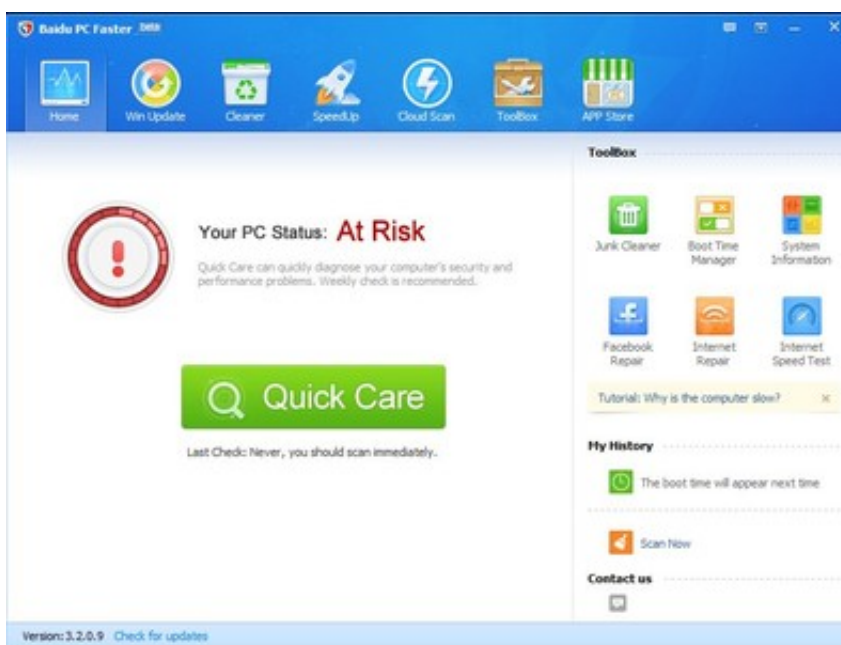 Baidu PC Faster Beta
Home
Win Update
Cleaner
SpeedUp
Cloud Scan
ToolBox
APP Store
Your PC Status: At Risk
Quick Care can quickly diagnose your computer's security and
performance problems. Weekly check is recommended.
Quick Care
Last Check: Never, you should scan immediately.
ToolBox
Junk Cleaner
Boot Time
Manager
System
Information
Facebook
Repair
Internet
Repair
Internet
Speed Test
Tutorial: Why is the computer slow?
My History
The boot time will appear next time
Scan Now
Contact us
Version: 3.2.0.9 Check for updates